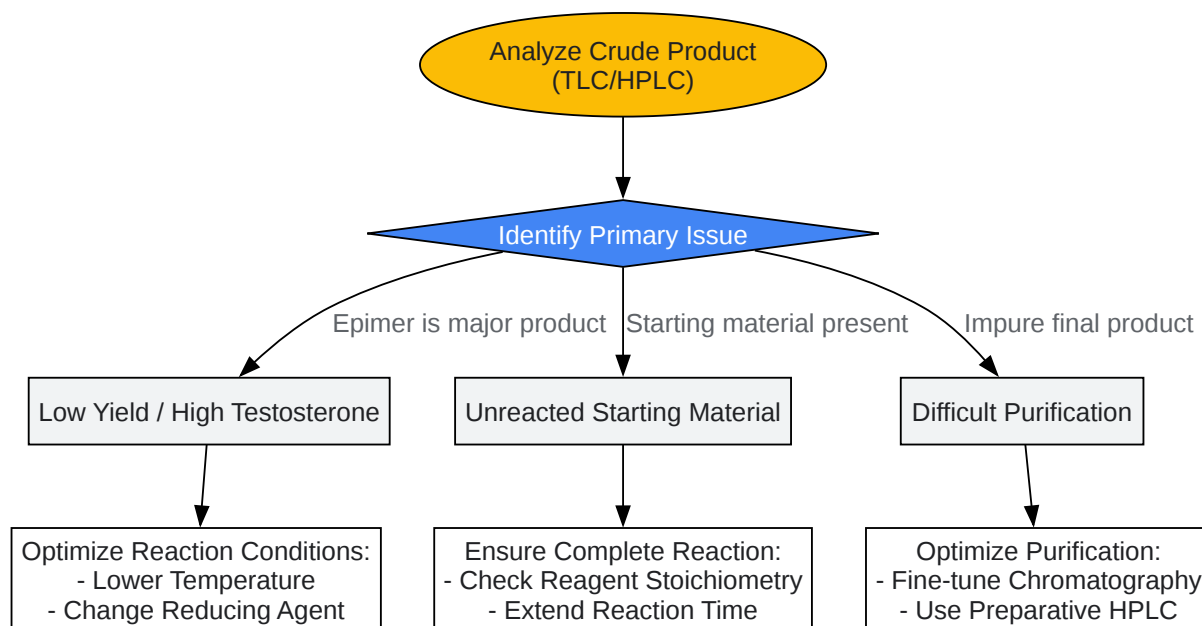 Analyze Crude Product
(TLC/HPLC)
Identify Primary Issue
Epimer is major product
Starting material present
Impure final product
Low Yield / High Testosterone
Unreacted Starting Material
Difficult Purification
Optimize Reaction Conditions:
- Lower Temperature
- Change Reducing Agent
Ensure Complete Reaction:
- Check Reagent Stoichiometry
- Extend Reaction Time
Optimize Purification:
- Fine-tune Chromatography
- Use Preparative HPLC